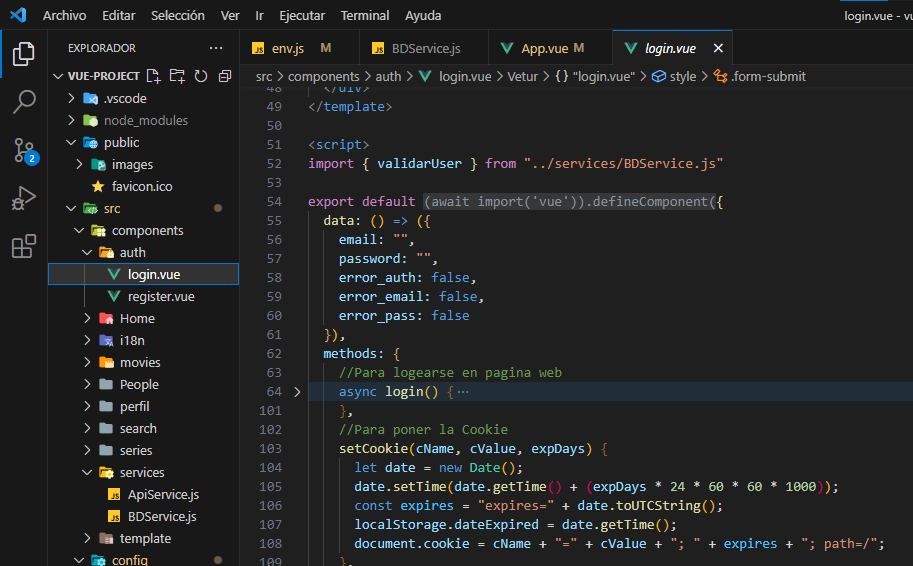 Archivo Editar Selección Ver Ir Ejecutar Terminal Ayuda login.vue - vu
EXPLORADOR ···
VUE-PROJECT
.vscode
node_modules
public
images
favicon.ico
src
components
auth
login.vue
register.vue
Home
i18n
movies
People
perfil
search
series
services
JS ApiService.js
JS BDService.js
template
config
2
JS env.js M JS BDService.js App.vue M login.vue
src > components > auth > login.vue > Vetur > {} "login.vue" > style > .form-submit
48 </div>
49 </template>
50
51 <script>
52 import { validarUser } from "../services/BDService.js"
53
54 export default (await import('vue')).defineComponent({
55 data: () => ({
56 email: "",
57 password: "",
58 error_auth: false,
59 error_email: false,
60 error_pass: false
61 }),
62 methods: {
63 //Para logearse en pagina web
64 async login() { ···
101 },
102 //Para poner la Cookie
103 setCookie(cName, cValue, expDays) {
104 let date = new Date();
105 date.setTime(date.getTime() + (expDays * 24 * 60 * 60 * 1000));
106 const expires = "expires=" + date.toUTCString();
107 localStorage.dateExpired = date.getTime();
108 document.cookie = cName + "=" + cValue + "; " + expires + "; path=/";
109 },